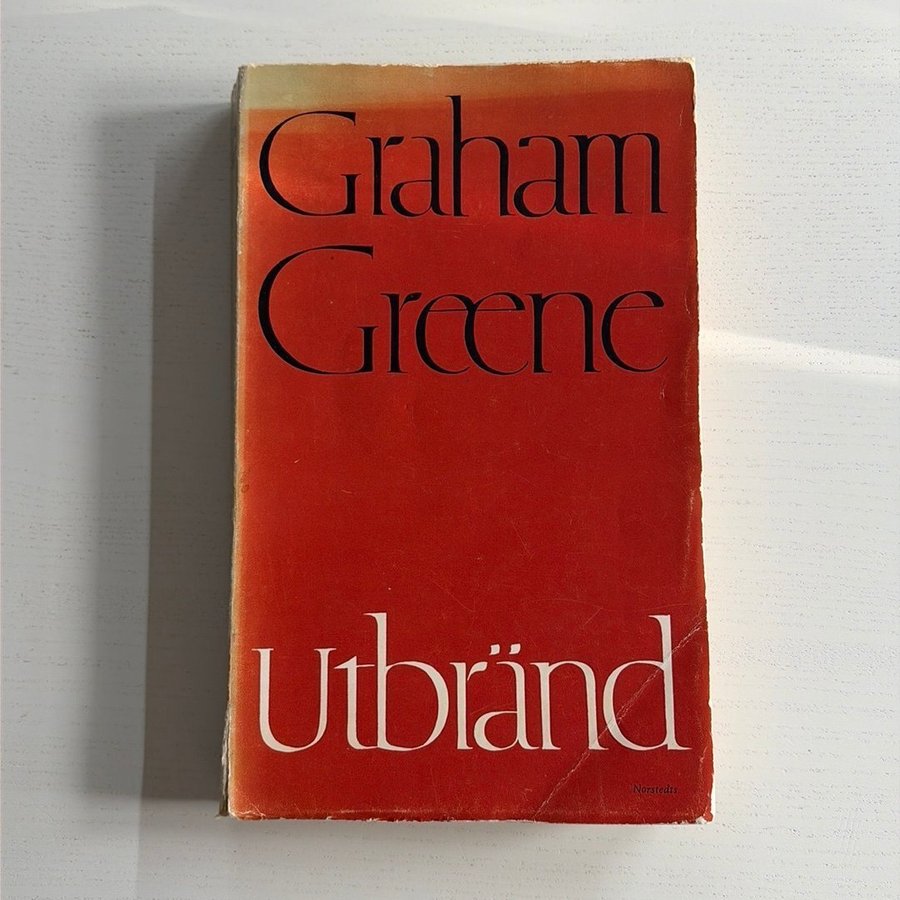 Graham
Greene
Utbränd
Norstedts